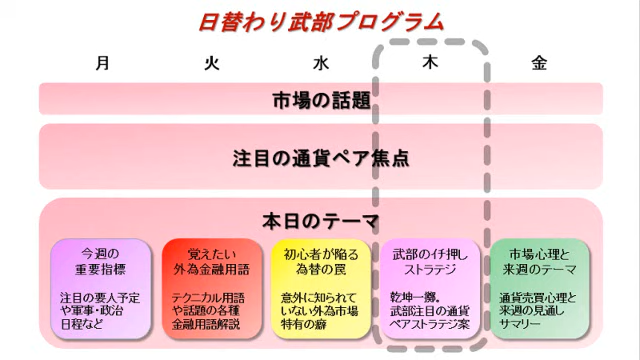 日替わり武部プログラム
月 火 水 木 金
市場の話題
注目の通貨ペア焦点
本日のテーマ
今週の
重要指標
注目の要人予定
や軍事・政治
日程など
覚えたい
外為金融用語
テクニカル用語
や話題の各種
金融用語解説
初心者が陥る
為替の罠
意外に知られて
いない外為市場
特有の癖
武部のイチ押し
ストラテジ
乾坤一擲。
武部注目の通貨
ペアストラテジ案
市場心理と
来週のテーマ
通貨売買心理と
来週の見通し
サマリー